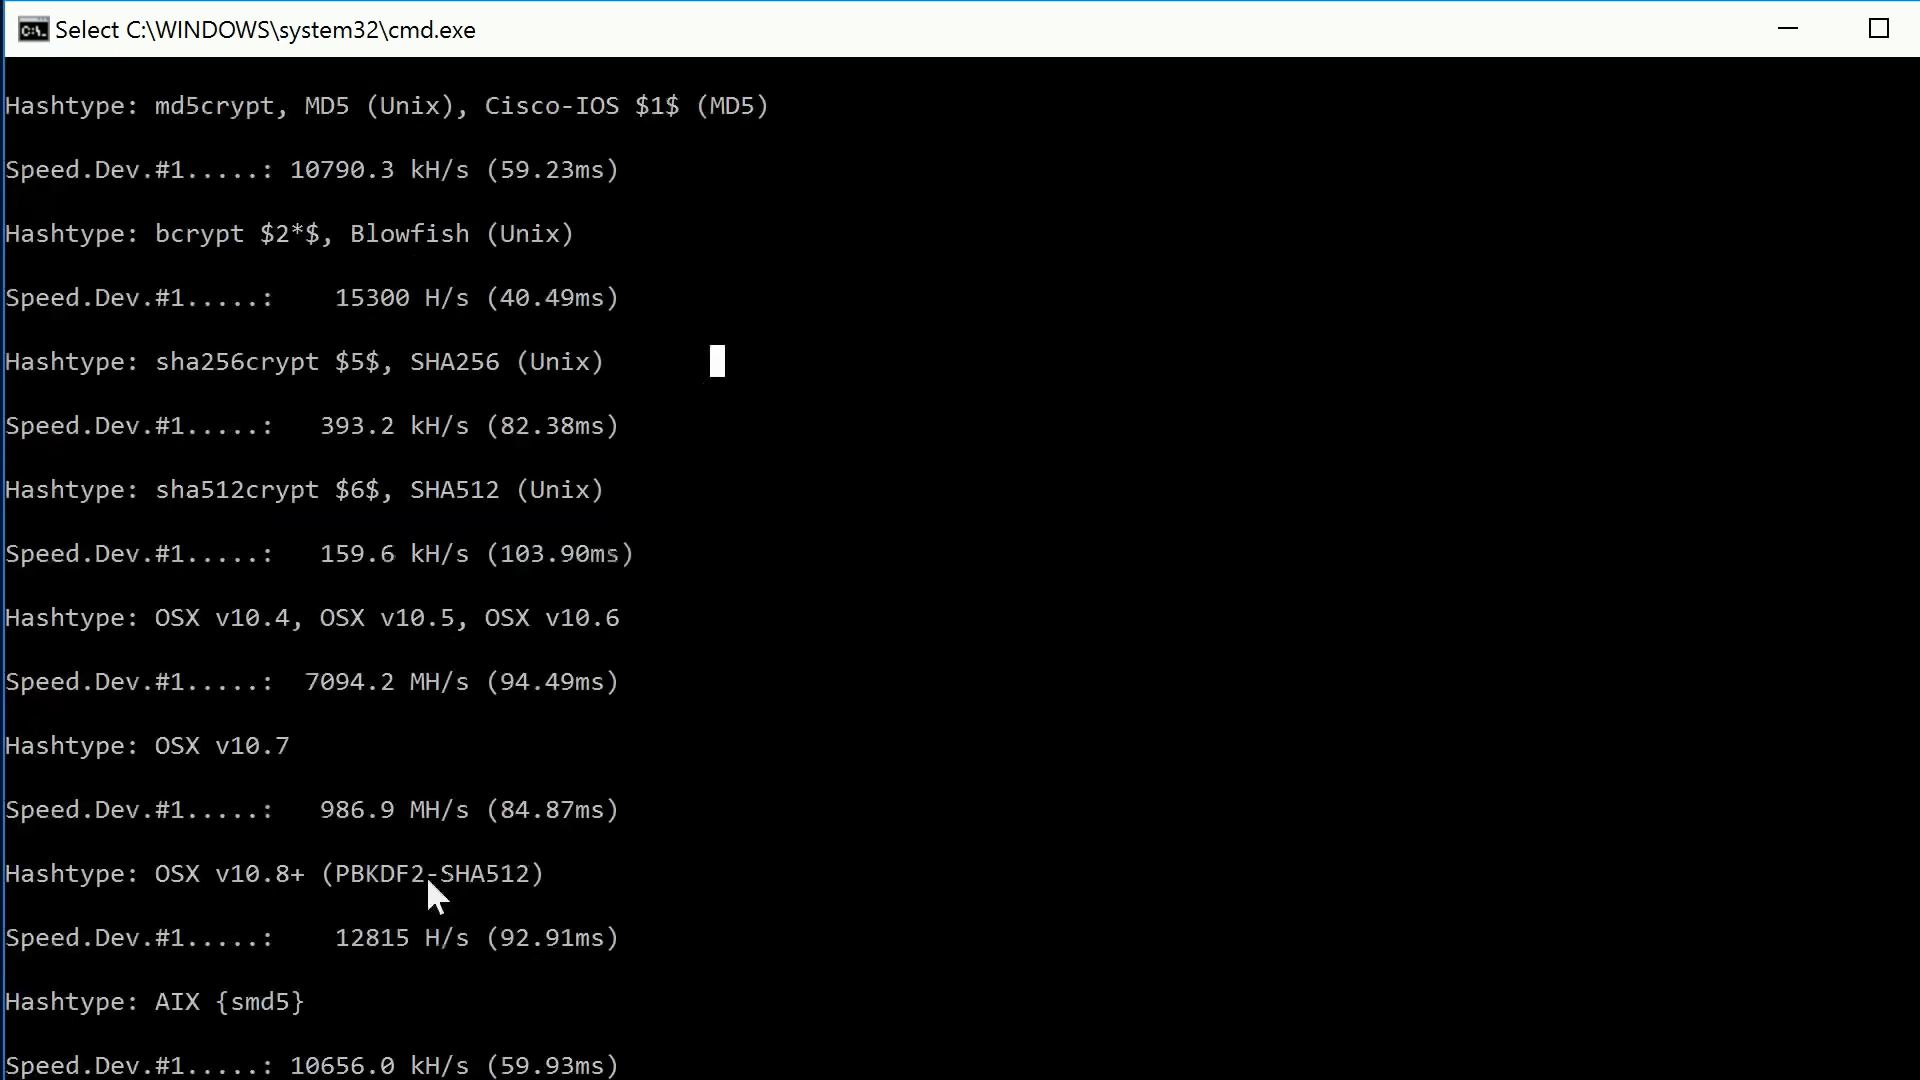 Select C:\WINDOWS\system32\cmd.exe
Hashtype: md5crypt, MD5 (Unix), Cisco-IOS $1$ (MD5)
Speed.Dev.#1.....: 10790.3 kH/s (59.23ms)
Hashtype: bcrypt $2*$, Blowfish (Unix)
Speed.Dev.#1.....:    15300 H/s (40.49ms)
Hashtype: sha256crypt $5$, SHA256 (Unix)
Speed.Dev.#1.....:   393.2 kH/s (82.38ms)
Hashtype: sha512crypt $6$, SHA512 (Unix)
Speed.Dev.#1.....:   159.6 kH/s (103.90ms)
Hashtype: OSX v10.4, OSX v10.5, OSX v10.6
Speed.Dev.#1.....:  7094.2 MH/s (94.49ms)
Hashtype: OSX v10.7
Speed.Dev.#1.....:   986.9 MH/s (84.87ms)
Hashtype: OSX v10.8+ (PBKDF2-SHA512)
Speed.Dev.#1.....:    12815 H/s (92.91ms)
Hashtype: AIX {smd5}
Speed.Dev.#1.....: 10656.0 kH/s (59.93ms)